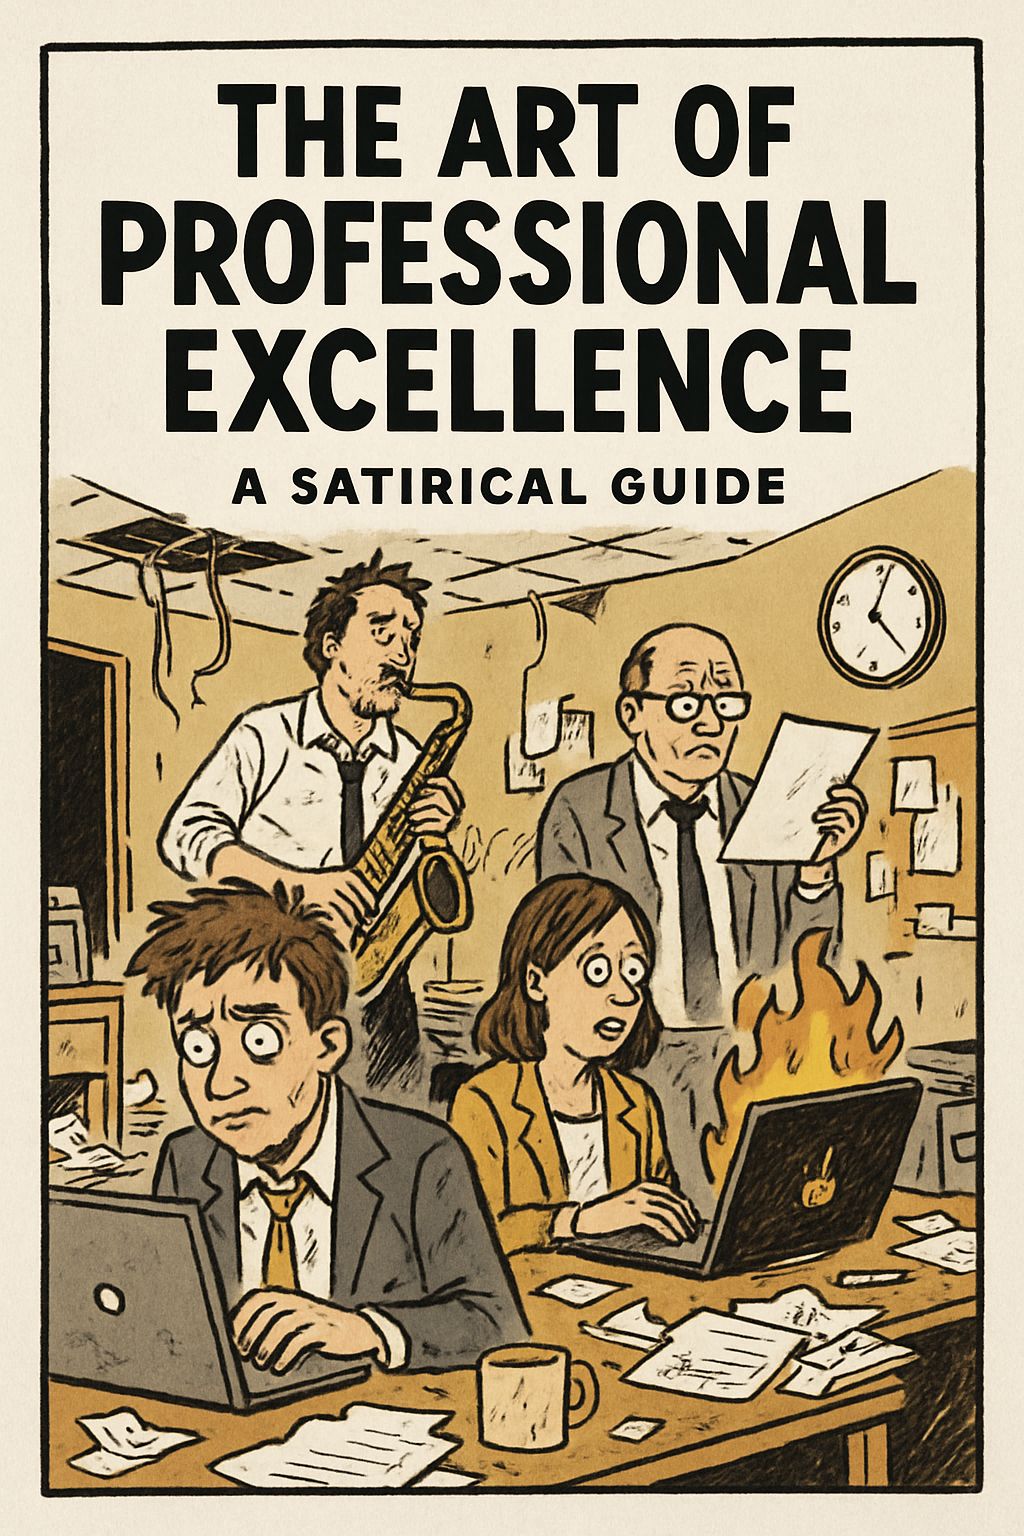 THE ART OF
PROFESSIONAL
EXCELLENCE
A SATIRICAL GUIDE